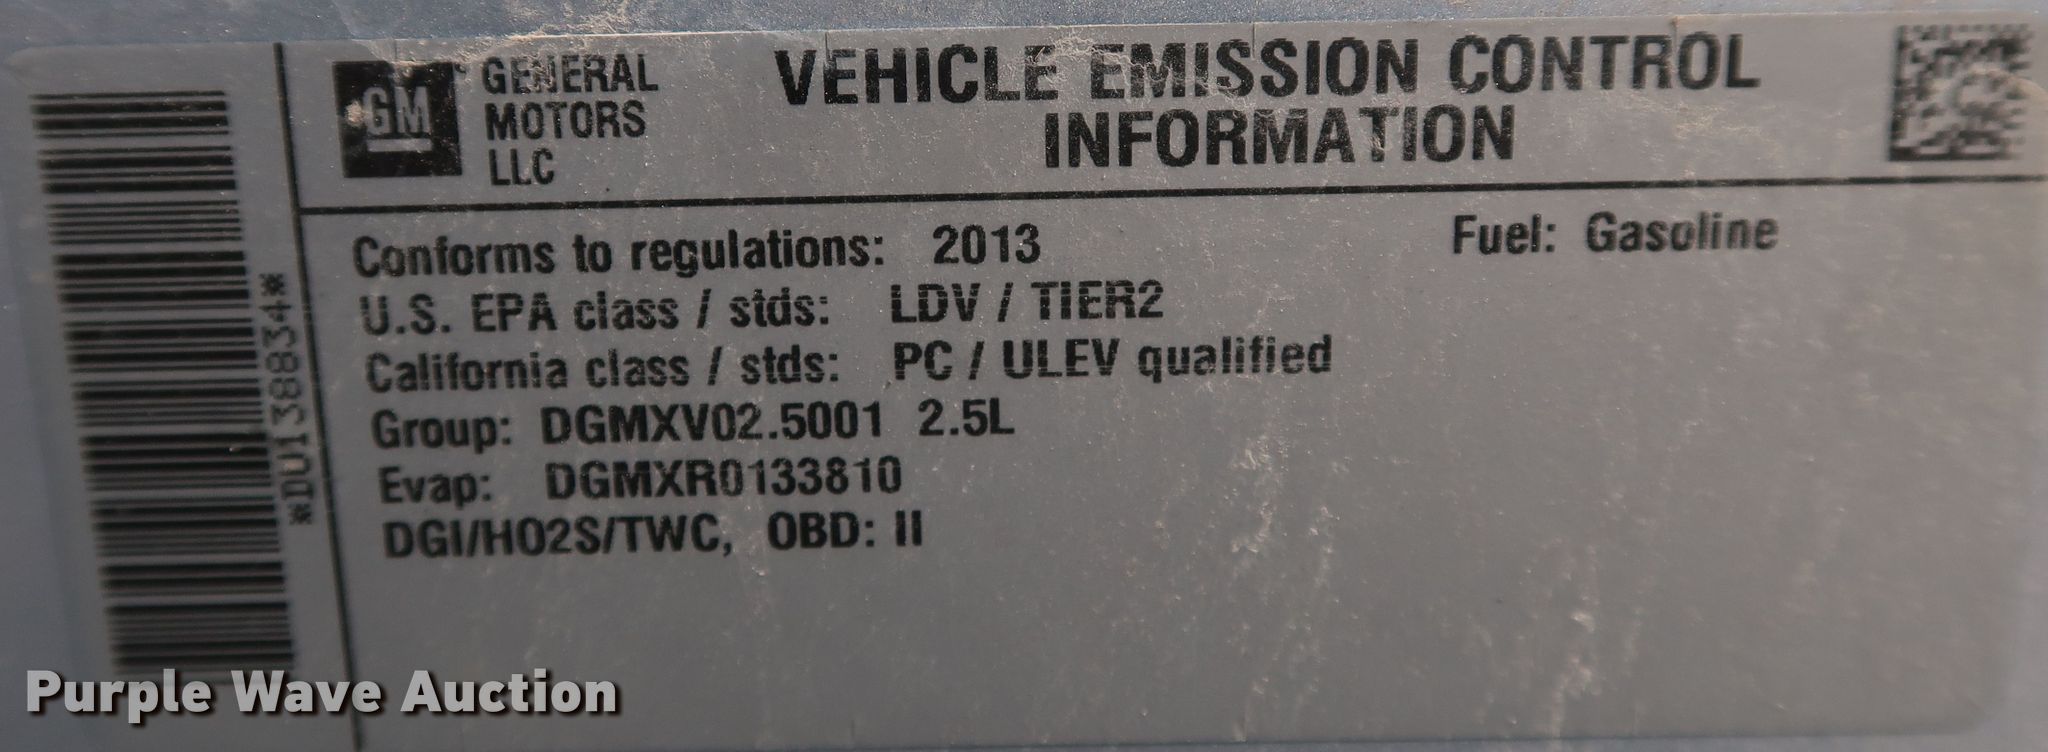 GM
GENERAL
MOTORS
LLC
VEHICLE EMISSION CONTROL
INFORMATION
*DU138834*
Conforms to regulations: 2013
Fuel: Gasoline
U.S. EPA class / stds: LDV / TIER2
California class / stds: PC / ULEV qualified
Group: DGMXV02.5001 2.5L
Evap: DGMXR0133810
DGI/HO2S/TWC, OBD: II
Purple Wave Auction